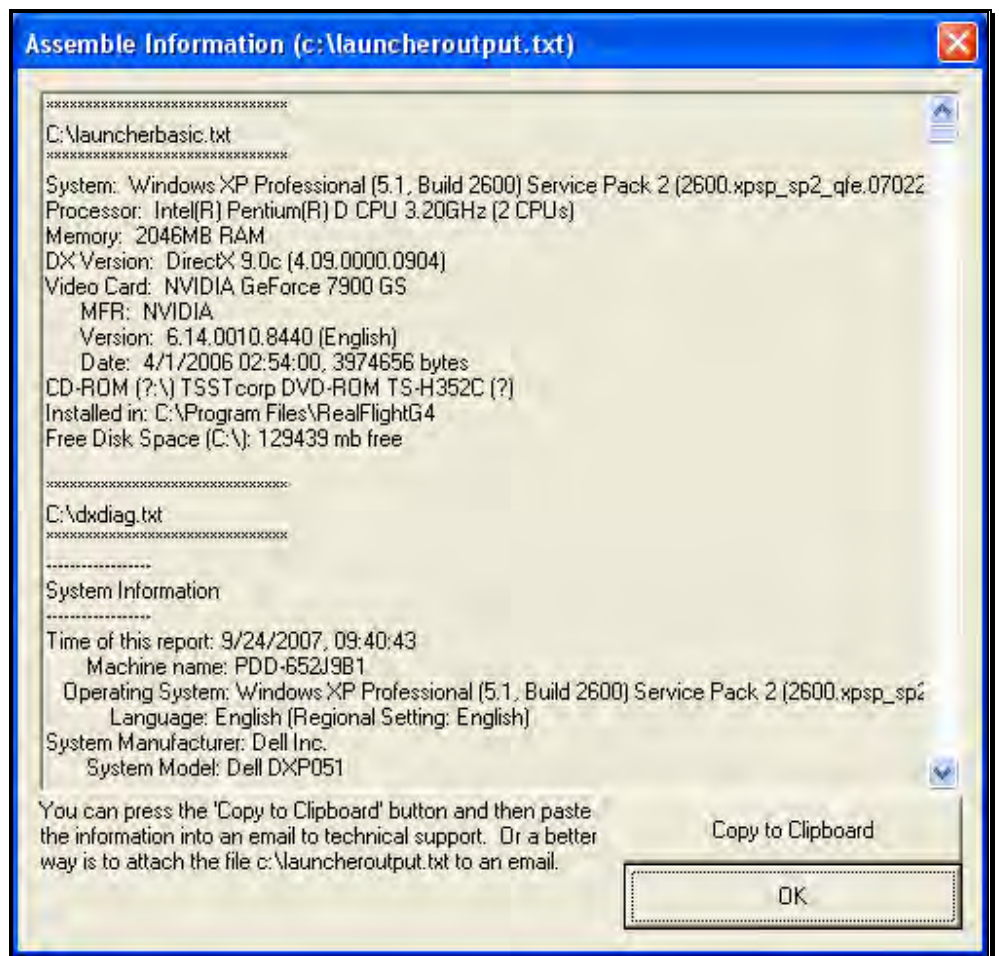 Assemble Information (c:\launcheroutput.txt)
*******************************
C:\launcherbasic.txt
*******************************
System: Windows XP Professional (5.1, Build 2600) Service Pack 2 (2600.xpsp_sp2_qfe.07022
Processor: Intel(R) Pentium(R) D CPU 3.20GHz (2 CPUs)
Memory: 2046MB RAM
DX Version: DirectX 9.0c (4.09.0000.0904)
Video Card: NVIDIA GeForce 7900 GS
MFR: NVIDIA
Version: 6.14.0010.8440 (English)
Date: 4/1/2006 02:54:00, 3974656 bytes
CD-ROM (?:\) TSSTcorp DVD-ROM TS-H352C (?)
Installed in: C:\Program Files\RealFlightG4
Free Disk Space (C:\): 129439 mb free
*******************************
C:\dxdiag.txt
*******************************
------------------
System Information
------------------
Time of this report: 9/24/2007, 09:40:43
Machine name: PDD-652J9B1
Operating System: Windows XP Professional (5.1, Build 2600) Service Pack 2 (2600.xpsp_sp2
Language: English (Regional Setting: English)
System Manufacturer: Dell Inc.
System Model: Dell DXP051
You can press the 'Copy to Clipboard' button and then paste
the information into an email to technical support. Or a better
way is to attach the file c:\launcheroutput.txt to an email.
Copy to Clipboard
OK